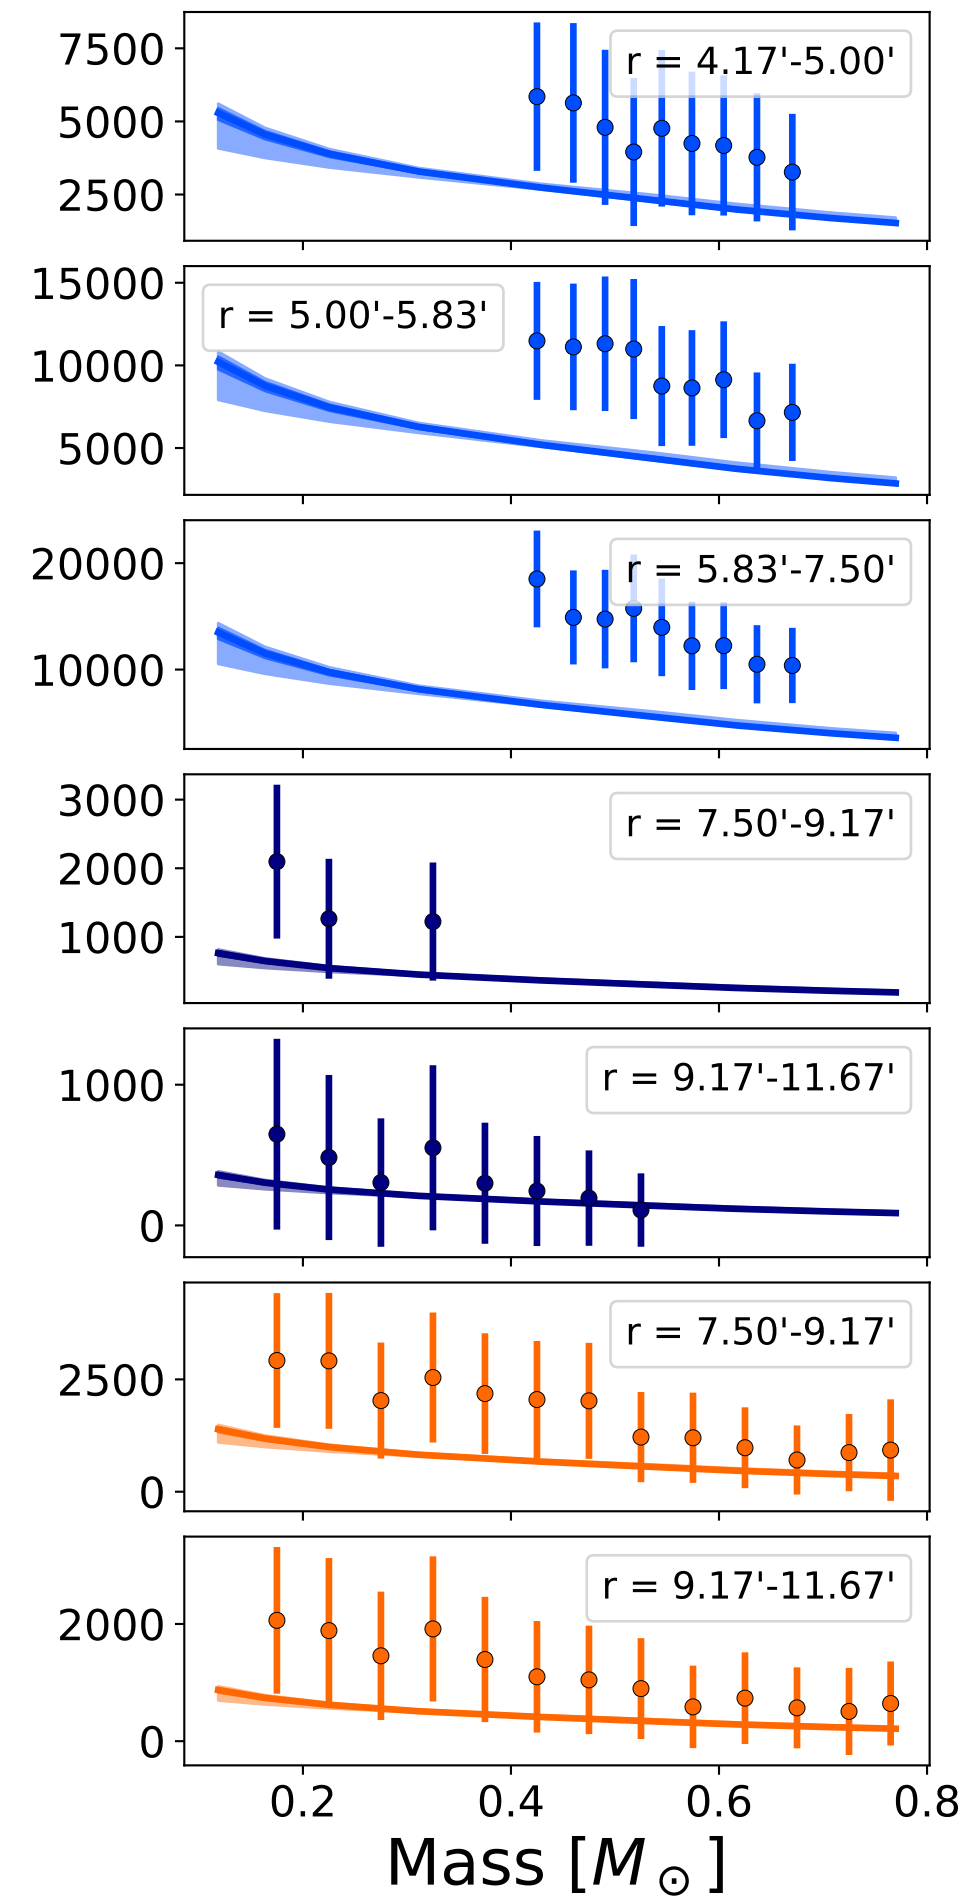 7500
r = 4.17'-5.00'
5000
2500
15000
r = 5.00'-5.83'
10000
5000
20000
r = 5.83'-7.50'
10000
3000
r = 7.50'-9.17'
2000
1000
r = 9.17'-11.67'
1000
0
r = 7.50'-9.17'
2500
0
r = 9.17'-11.67'
2000
0
0.2 0.4 0.6 0.8
Mass [M⊙]